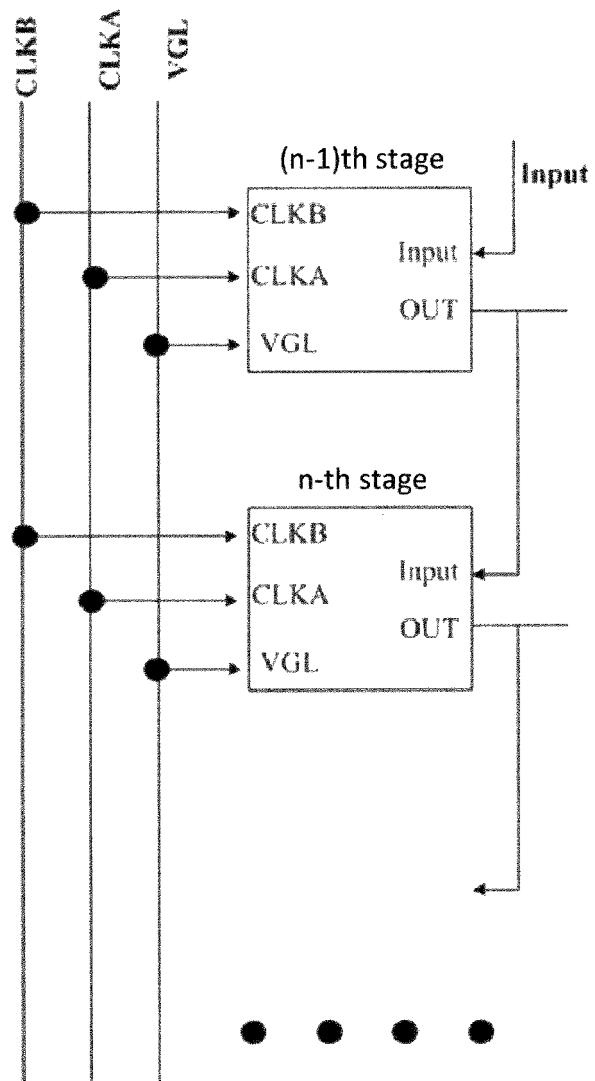 CLKB
CLKA
VGL
(n-1)th stage
Input
CLKB
Input
CLKA
OUT
VGL
n-th stage
CLKB
Input
CLKA
OUT
VGL